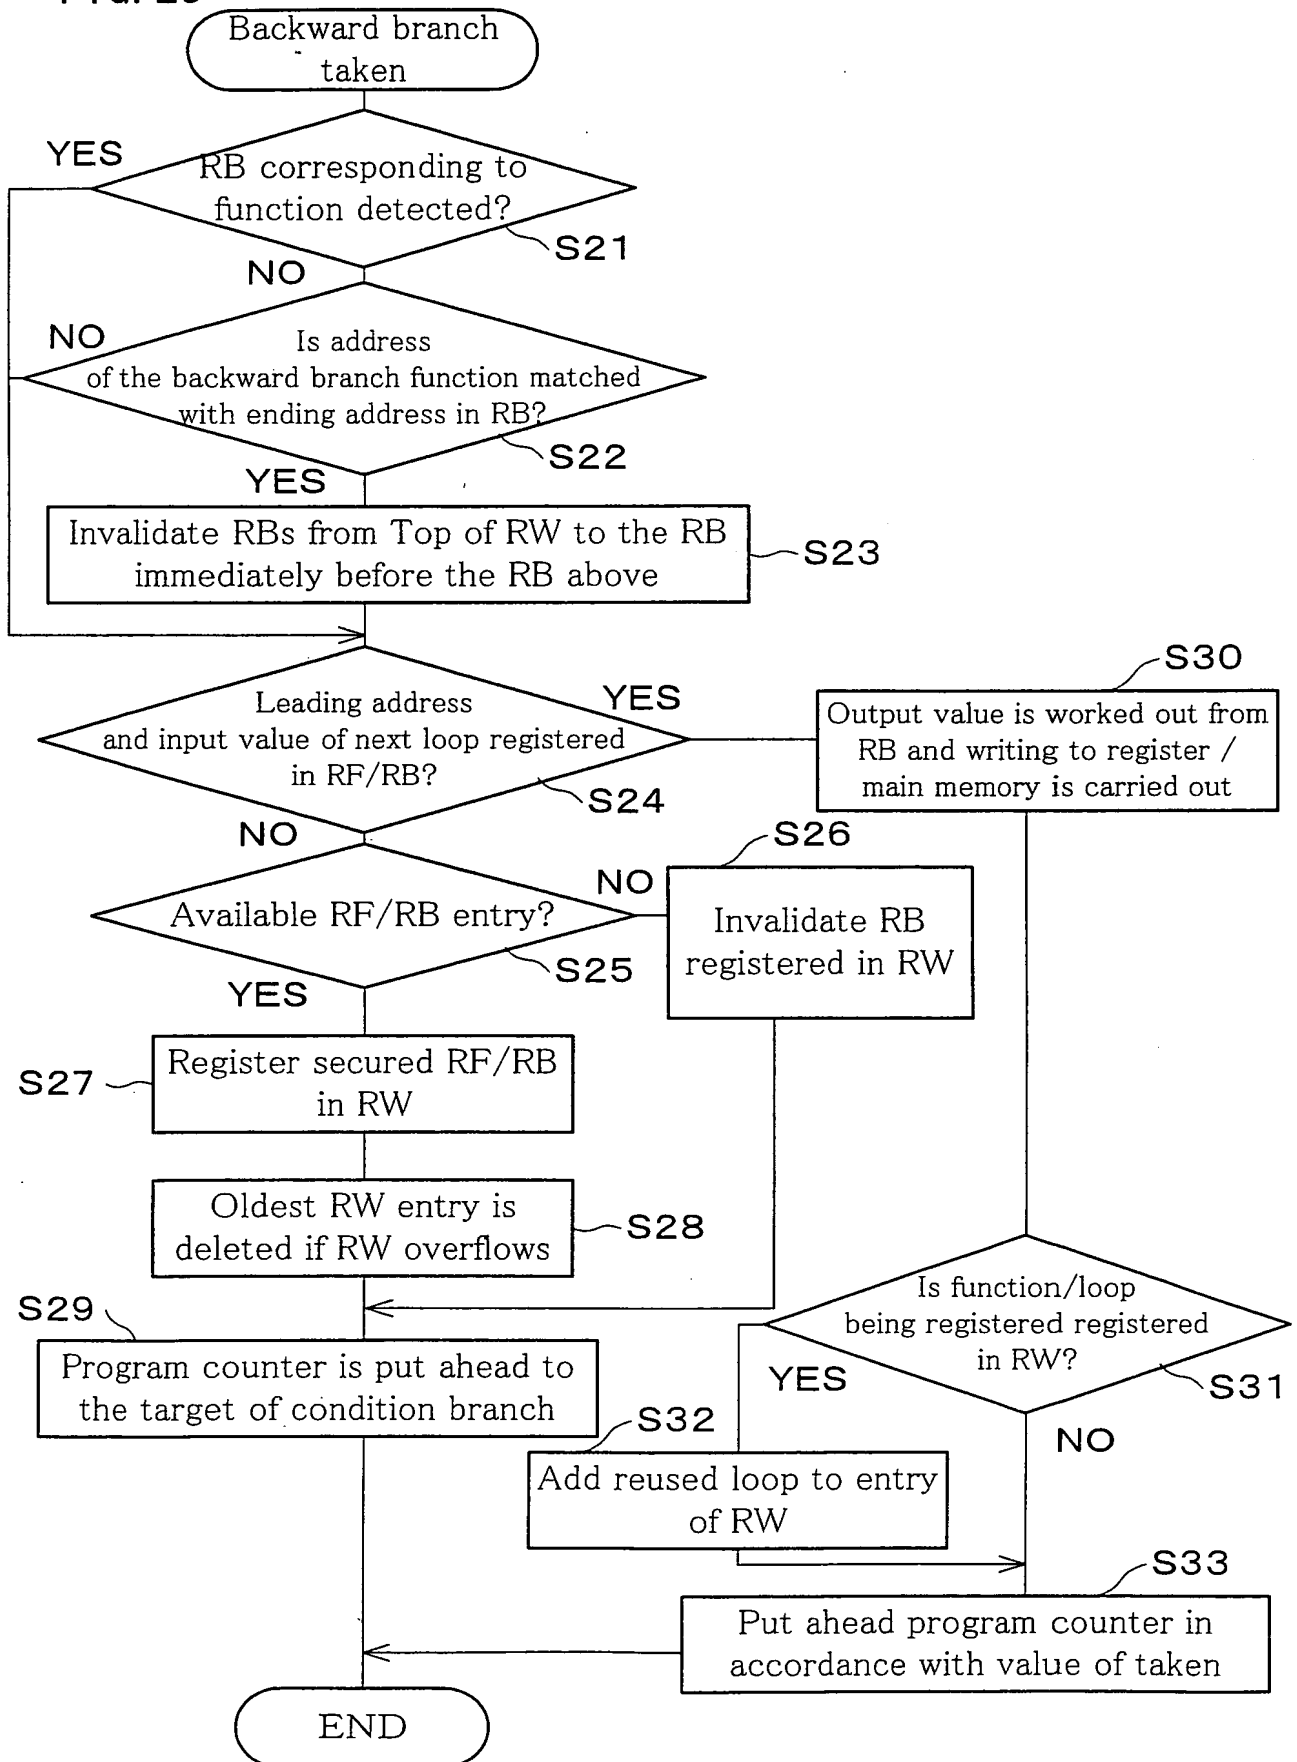 Backward branch
taken
YES
RB corresponding to
function detected?
S21
NO
NO
Is address
of the backward branch function matched
with ending address in RB?
S22
YES
Invalidate RBs from Top of RW to the RB
immediately before the RB above
S23
Leading address
and input value of next loop registered
in RF/RB?
YES
S24
S30
Output value is worked out from
RB and writing to register /
main memory is carried out
NO
Available RF/RB entry?
NO
S25
S26
Invalidate RB
registered in RW
YES
S27
Register secured RF/RB
in RW
Oldest RW entry is
deleted if RW overflows
S28
S29
Program counter is put ahead to
the target of condition branch
Is function/loop
being registered registered
in RW?
S31
YES
NO
S32
Add reused loop to entry
of RW
S33
Put ahead program counter in
accordance with value of taken
END